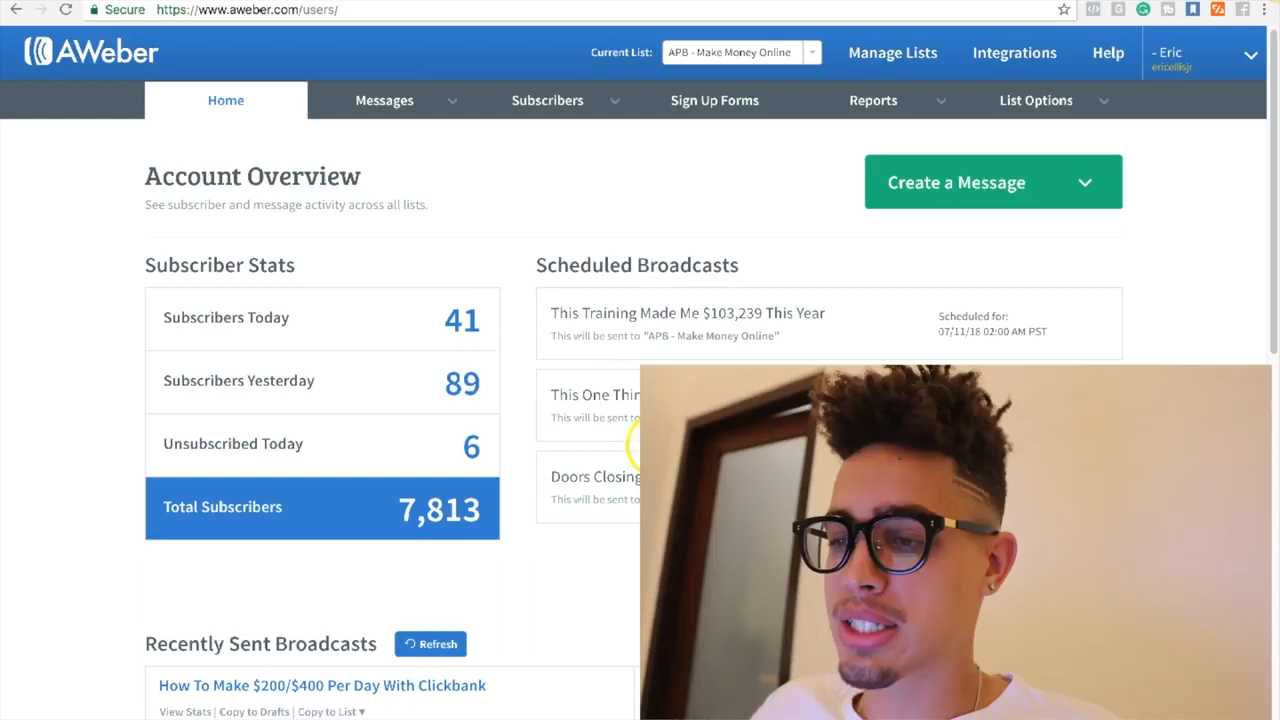 Secure https://www.aweber.com/users/
AWeber
Current List: APB - Make Money Online
Manage Lists Integrations Help - Eric
ericellisjr
Home Messages Subscribers Sign Up Forms Reports List Options
Account Overview
See subscriber and message activity across all lists.
Create a Message
Subscriber Stats
Subscribers Today 41
Subscribers Yesterday 89
Unsubscribed Today 6
Total Subscribers 7,813
Scheduled Broadcasts
This Training Made Me $103,239 This Year
This will be sent to "APB - Make Money Online"
Scheduled for:
07/11/18 02:00 AM PST
This One Thin
This will be sent to
Doors Closing
This will be sent to
Recently Sent Broadcasts Refresh
How To Make $200/$400 Per Day With Clickbank
View Stats | Copy to Drafts | Copy to List ▼